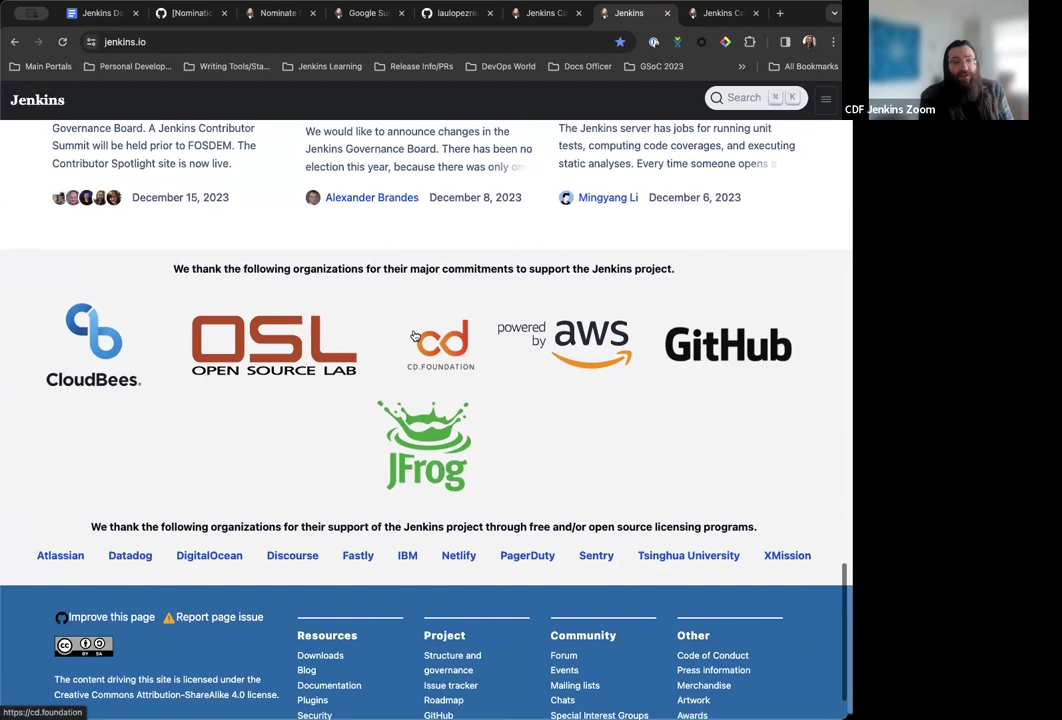 Jenkins Do
[Nominatic
Nominate
Google Su
laulopezre
Jenkins Co
Jenkins
Jenkins Co
jenkins.io
Main Portals
Personal Develop...
Writing Tools/Sta...
Jenkins Learning
Release Info/PRs
DevOps World
Docs Officer
GSoC 2023
»
All Bookmarks
Jenkins
Search ⌘ K
CDF Jenkins Zoom
Governance Board. A Jenkins Contributor
Summit will be held prior to FOSDEM. The
Contributor Spotlight site is now live.
December 15, 2023
We would like to announce changes in the
Jenkins Governance Board. There has been no
election this year, because there was only on
Alexander Brandes December 8, 2023
The Jenkins server has jobs for running unit
tests, computing code coverages, and executing
static analyses. Every time someone opens a
Mingyang Li December 6, 2023
We thank the following organizations for their major commitments to support the Jenkins project.
CloudBees.
OSL
OPEN SOURCE LAB
cd
CD.FOUNDATION
powered
by
aws
GitHub
JFrog
We thank the following organizations for their support of the Jenkins project through free and/or open source licensing programs.
Atlassian Datadog DigitalOcean Discourse Fastly IBM Netlify PagerDuty Sentry Tsinghua University XMission
Improve this page Report page issue
CC BY SA
The content driving this site is licensed under the
Creative Commons Attribution-ShareAlike 4.0 license.
Resources
Downloads
Blog
Documentation
Plugins
Security
Project
Structure and
governance
Issue tracker
Roadmap
GitHub
Community
Forum
Events
Mailing lists
Chats
Special Interest Groups
Other
Code of Conduct
Press information
Merchandise
Artwork
Awards
https://cd.foundation